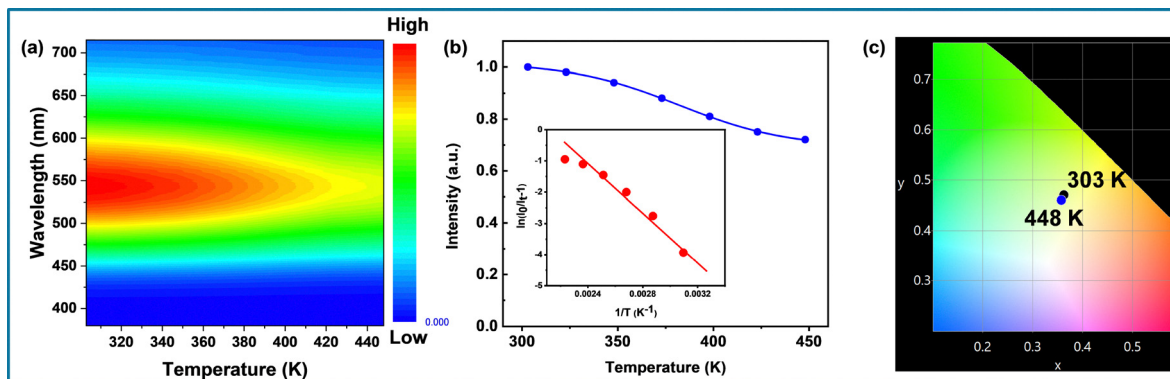 (a)
High
Low
0.000
700
650
600
550
500
450
400
Wavelength (nm)
320 340 360 380 400 420 440
Temperature (K)
(b)
1.0
0.8
0.6
0.4
0.2
0.0
Intensity (a.u.)
300 350 400 450
Temperature (K)
0
-1
-2
-3
-4
-5
ln(I₀/Iₜ-1)
0.0024 0.0028 0.0032
1/T (K⁻¹)
(c)
0.7
0.6
0.5
0.4
0.3
y
303 K
448 K
0.2 0.3 0.4 0.5
x